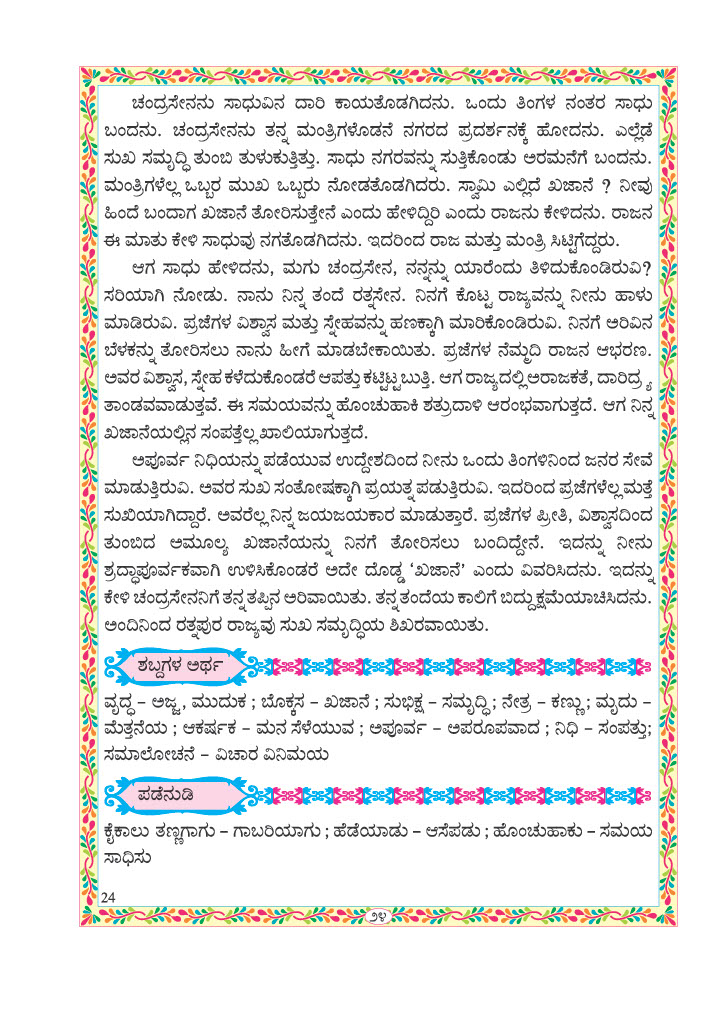 ಚಂದ್ರಸೇನನು ಸಾಧುವಿನ ದಾರಿ ಕಾಯತೊಡಗಿದನು. ಒಂದು ತಿಂಗಳ ನಂತರ ಸಾಧು
ಬಂದನು. ಚಂದ್ರಸೇನನು ತನ್ನ ಮಂತ್ರಿಗಳೊಡನೆ ನಗರದ ಪ್ರದರ್ಶನಕ್ಕೆ ಹೋದನು. ಎಲ್ಲೆಡೆ
ಸುಖ ಸಮೃದ್ಧಿ ತುಂಬಿ ತುಳುಕುತ್ತಿತ್ತು. ಸಾಧು ನಗರವನ್ನು ಸುತ್ತಿಕೊಂಡು ಅರಮನೆಗೆ ಬಂದನು.
ಮಂತ್ರಿಗಳೆಲ್ಲ ಒಬ್ಬರ ಮುಖ ಒಬ್ಬರು ನೋಡತೊಡಗಿದರು. ಸ್ವಾಮಿ ಎಲ್ಲಿದೆ ಖಜಾನೆ ? ನೀವು
ಹಿಂದೆ ಬಂದಾಗ ಖಜಾನೆ ತೋರಿಸುತ್ತೇನೆ ಎಂದು ಹೇಳಿದ್ದಿರಿ ಎಂದು ರಾಜನು ಕೇಳಿದನು. ರಾಜನ
ಈ ಮಾತು ಕೇಳಿ ಸಾಧುವು ನಗತೊಡಗಿದನು. ಇದರಿಂದ ರಾಜ ಮತ್ತು ಮಂತ್ರಿ ಸಿಟ್ಟಿಗೆದ್ದರು.
ಆಗ ಸಾಧು ಹೇಳಿದನು, ಮಗು ಚಂದ್ರಸೇನ, ನನ್ನನ್ನು ಯಾರೆಂದು ತಿಳಿದುಕೊಂಡಿರುವಿ?
ಸರಿಯಾಗಿ ನೋಡು. ನಾನು ನಿನ್ನ ತಂದೆ ರತ್ನಸೇನ. ನಿನಗೆ ಕೊಟ್ಟ ರಾಜ್ಯವನ್ನು ನೀನು ಹಾಳು
ಮಾಡಿರುವಿ. ಪ್ರಜೆಗಳ ವಿಶ್ವಾಸ ಮತ್ತು ಸ್ನೇಹವನ್ನು ಹಣಕ್ಕಾಗಿ ಮಾರಿಕೊಂಡಿರುವಿ. ನಿನಗೆ ಅರಿವಿನ
ಬೆಳಕನ್ನು ತೋರಿಸಲು ನಾನು ಹೀಗೆ ಮಾಡಬೇಕಾಯಿತು. ಪ್ರಜೆಗಳ ನೆಮ್ಮದಿ ರಾಜನ ಆಭರಣ.
ಅವರ ವಿಶ್ವಾಸ, ಸ್ನೇಹ ಕಳೆದುಕೊಂಡರೆ ಆಪತ್ತು ಕಟ್ಟಿಟ್ಟ ಬುತ್ತಿ. ಆಗ ರಾಜ್ಯದಲ್ಲಿ ಅರಾಜಕತೆ, ದಾರಿದ್ರ್ಯ
ತಾಂಡವವಾಡುತ್ತವೆ. ಈ ಸಮಯವನ್ನು ಹೊಂಚುಹಾಕಿ ಶತ್ರುದಾಳಿ ಆರಂಭವಾಗುತ್ತದೆ. ಆಗ ನಿನ್ನ
ಖಜಾನೆಯಲ್ಲಿನ ಸಂಪತ್ತೆಲ್ಲ ಖಾಲಿಯಾಗುತ್ತದೆ.
ಅಪೂರ್ವ ನಿಧಿಯನ್ನು ಪಡೆಯುವ ಉದ್ದೇಶದಿಂದ ನೀನು ಒಂದು ತಿಂಗಳಿನಿಂದ ಜನರ ಸೇವೆ
ಮಾಡುತ್ತಿರುವಿ. ಅವರ ಸುಖ ಸಂತೋಷಕ್ಕಾಗಿ ಪ್ರಯತ್ನ ಪಡುತ್ತಿರುವಿ. ಇದರಿಂದ ಪ್ರಜೆಗಳೆಲ್ಲ ಮತ್ತೆ
ಸುಖಿಯಾಗಿದ್ದಾರೆ. ಅವರೆಲ್ಲ ನಿನ್ನ ಜಯಜಯಕಾರ ಮಾಡುತ್ತಾರೆ. ಪ್ರಜೆಗಳ ಪ್ರೀತಿ, ವಿಶ್ವಾಸದಿಂದ
ತುಂಬಿದ ಅಮೂಲ್ಯ ಖಜಾನೆಯನ್ನು ನಿನಗೆ ತೋರಿಸಲು ಬಂದಿದ್ದೇನೆ. ಇದನ್ನು ನೀನು
ಶ್ರದ್ಧಾಪೂರ್ವಕವಾಗಿ ಉಳಿಸಿಕೊಂಡರೆ ಅದೇ ದೊಡ್ಡ ‘ಖಜಾನೆ’ ಎಂದು ವಿವರಿಸಿದನು. ಇದನ್ನು
ಕೇಳಿ ಚಂದ್ರಸೇನನಿಗೆ ತನ್ನ ತಪ್ಪಿನ ಅರಿವಾಯಿತು. ತನ್ನ ತಂದೆಯ ಕಾಲಿಗೆ ಬಿದ್ದು ಕ್ಷಮೆಯಾಚಿಸಿದನು.
ಅಂದಿನಿಂದ ರತ್ನಪುರ ರಾಜ್ಯವು ಸುಖ ಸಮೃದ್ಧಿಯ ಶಿಖರವಾಯಿತು.
ಶಬ್ದಗಳ ಅರ್ಥ
ವೃದ್ಧ – ಅಜ್ಜ, ಮುದುಕ ; ಬೊಕ್ಕಸ – ಖಜಾನೆ ; ಸುಭಿಕ್ಷ – ಸಮೃದ್ಧಿ ; ನೇತ್ರ – ಕಣ್ಣು ; ಮೃದು –
ಮೆತ್ತನೆಯ ; ಆಕರ್ಷಕ – ಮನ ಸೆಳೆಯುವ ; ಅಪೂರ್ವ – ಅಪರೂಪವಾದ ; ನಿಧಿ – ಸಂಪತ್ತು;
ಸಮಾಲೋಚನೆ – ವಿಚಾರ ವಿನಿಮಯ
ಪಡೆನುಡಿ
ಕೈಕಾಲು ತಣ್ಣಗಾಗು – ಗಾಬರಿಯಾಗು ; ಹೆಡೆಯಾಡು – ಆಸೆಪಡು ; ಹೊಂಚುಹಾಕು – ಸಮಯ
ಸಾಧಿಸು
24
೨೪